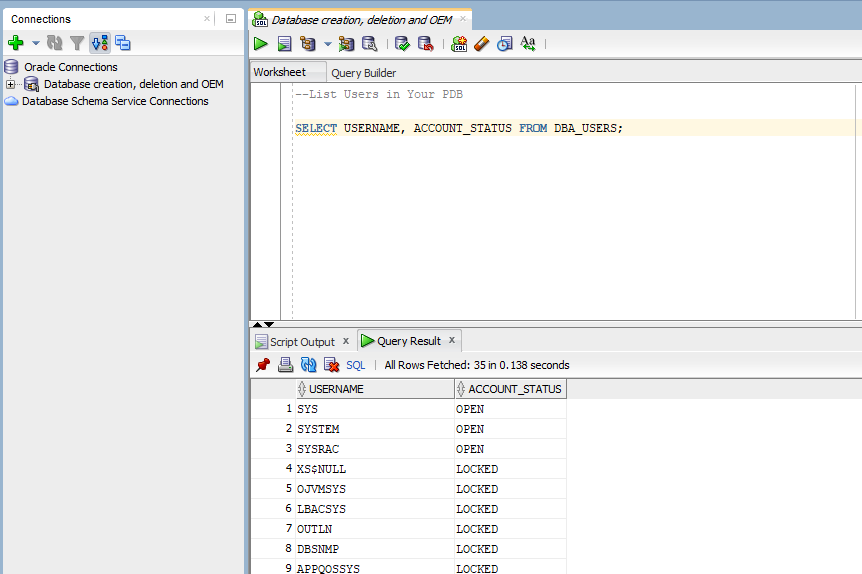 Connections
Oracle Connections
Database creation, deletion and OEM
Database Schema Service Connections
Database creation, deletion and OEM
SQL
Aa
Worksheet
Query Builder
--List Users in Your PDB
SELECT USERNAME, ACCOUNT_STATUS FROM DBA_USERS;
Script Output x
Query Result x
SQL | All Rows Fetched: 35 in 0.138 seconds
USERNAME ACCOUNT_STATUS
1 SYS OPEN
2 SYSTEM OPEN
3 SYSRAC OPEN
4 XS$NULL LOCKED
5 OJVMSYS LOCKED
6 LBACSYS LOCKED
7 OUTLN LOCKED
8 DBSNMP LOCKED
9 APPQOSSYS LOCKED